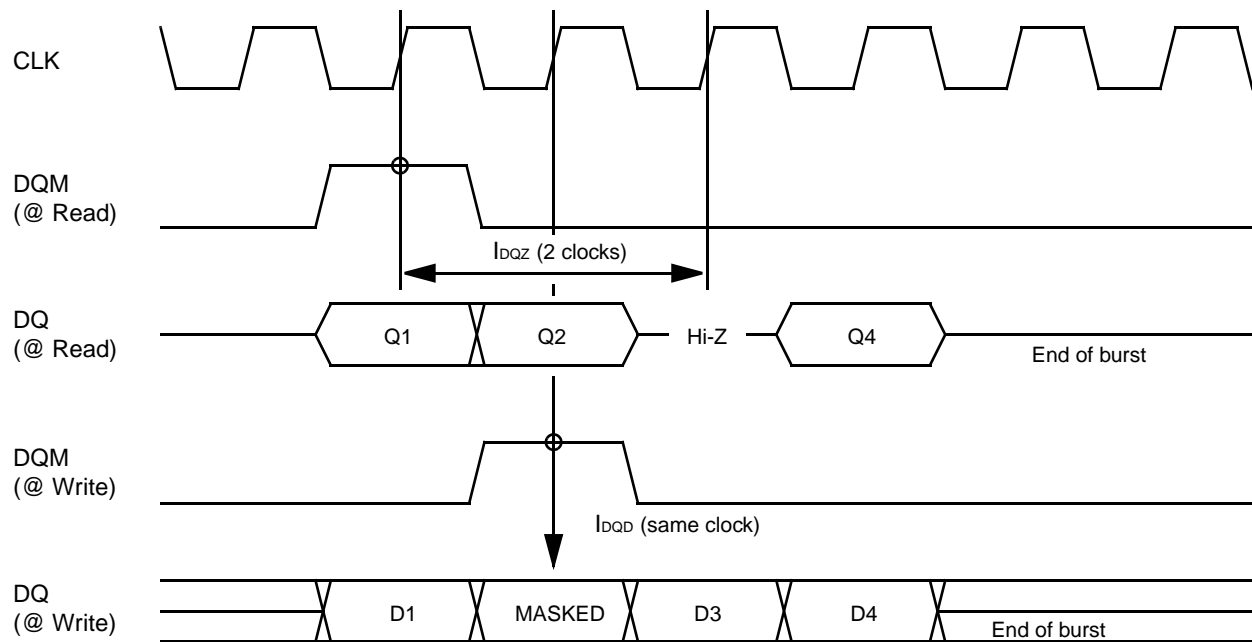 CLK
DQM
(@ Read)
IDQZ (2 clocks)
DQ
(@ Read)
Q1
Q2
Hi-Z
Q4
End of burst
DQM
(@ Write)
IDQD (same clock)
DQ
(@ Write)
D1
MASKED
D3
D4
End of burst